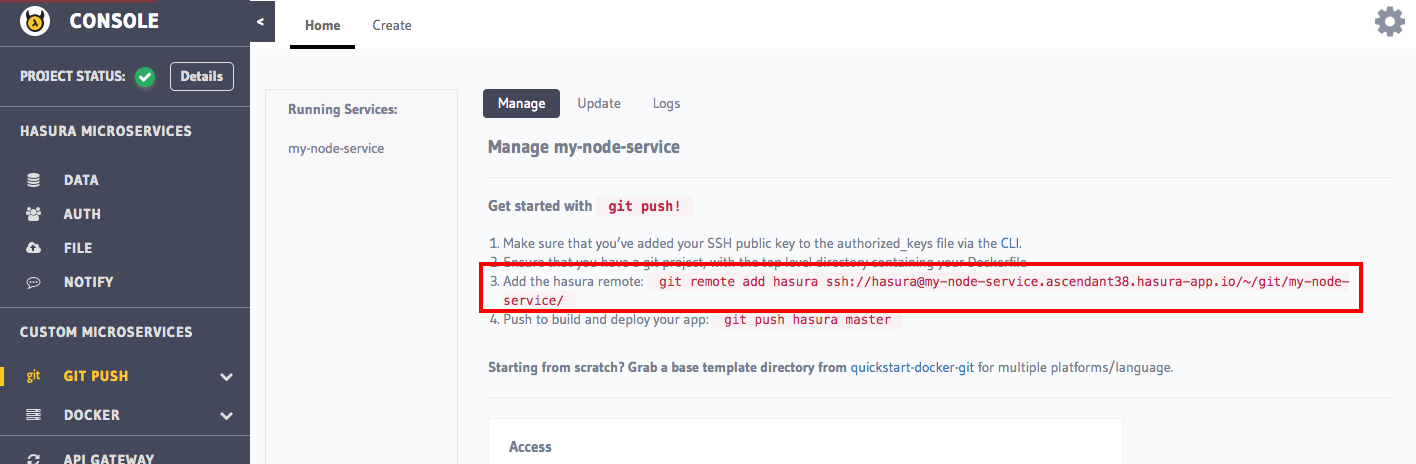 CONSOLE
<
Home
Create
PROJECT STATUS:
Details
HASURA MICROSERVICES
DATA
AUTH
FILE
NOTIFY
CUSTOM MICROSERVICES
git GIT PUSH
DOCKER
API GATEWAY
Running Services:
my-node-service
Manage
Update
Logs
Manage my-node-service
Get started with git push!
1. Make sure that you've added your SSH public key to the authorized_keys file via the CLI.
2. Ensure that you have a git project, with the top level directory containing your Dockerfile
3. Add the hasura remote: git remote add hasura ssh://hasura@my-node-service.ascendant38.hasura-app.io/~/git/my-node-
service/
4. Push to build and deploy your app: git push hasura master
Starting from scratch? Grab a base template directory from quickstart-docker-git for multiple platforms/language.
Access